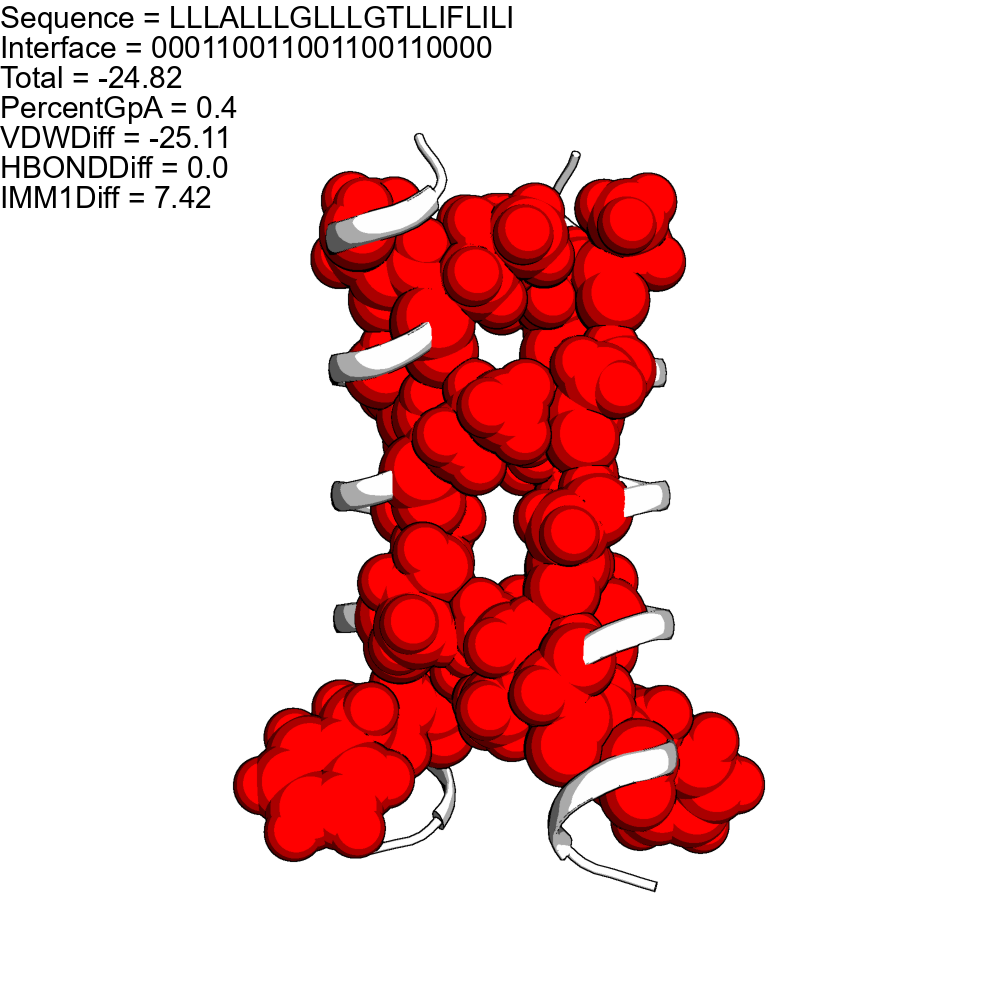 Sequence = LLLALLLGLLLGTLLIFLILI
Interface = 000110011001100110000
Total = -24.82
PercentGpA = 0.4
VDWDiff = -25.11
HBONDDiff = 0.0
IMM1Diff = 7.42